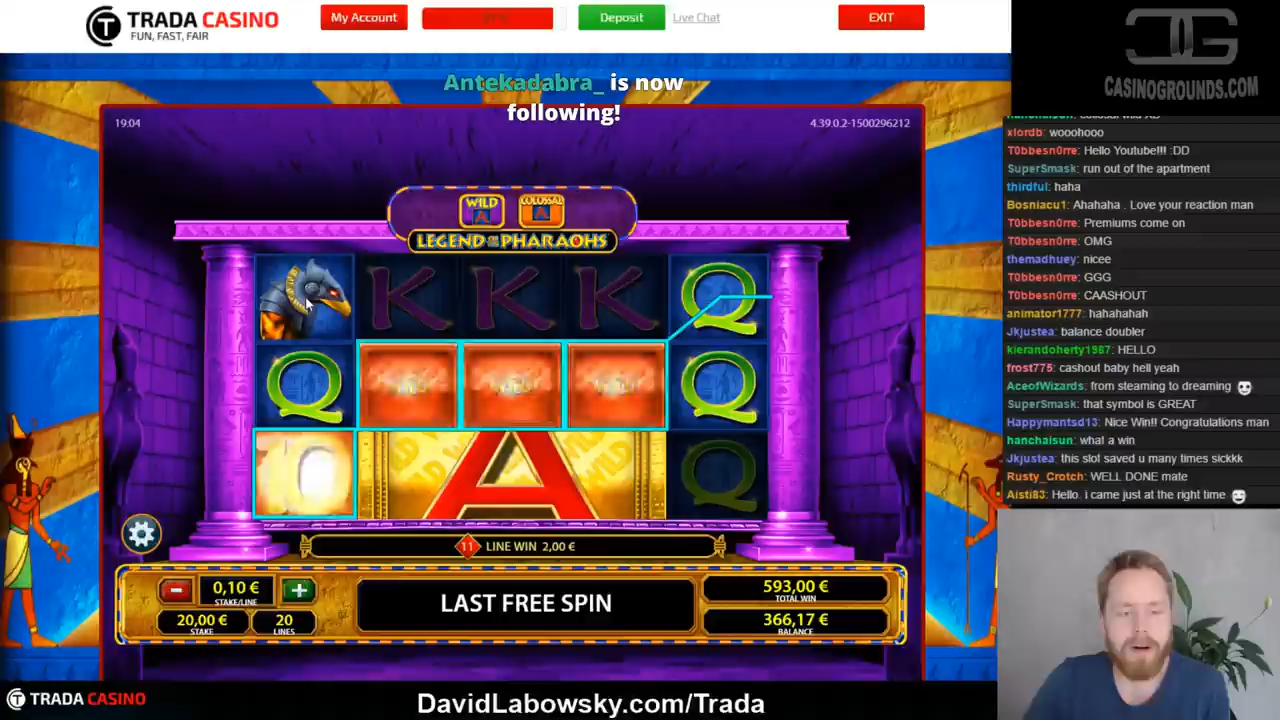 TRADA CASINO
FUN, FAST, FAIR
My Account
Deposit
Live Chat
EXIT
CG
CASINOGROUNDS.COM
Antekadabra_ is now
following!
19:04
4.39.0.2-1500296212
WILD
A
COLOSSAL
A
LEGEND OF THE PHARAOHS
K
K
K
Q
Q
Q
Q
WILD
WILD
A
11 LINE WIN 2,00 €
0,10 €
STAKE/LINE
20,00 €
STAKE
20
LINES
LAST FREE SPIN
593,00 €
TOTAL WIN
366,17 €
BALANCE
xlordb: wooohooo
T0bbesn0rre: Hello Youtube!!! :DD
SuperSmask: run out of the apartment
thirdful: haha
Bosniacu1: Ahahaha . Love your reaction man
T0bbesn0rre: Premiums come on
T0bbesn0rre: OMG
themadhuey: nicee
T0bbesn0rre: GGG
T0bbesn0rre: CAASHOUT
animator1777: hahahahah
Jkjustea: balance doubler
kierandoherty1987: HELLO
frost775: cashout baby hell yeah
AceofWizards: from steaming to dreaming
SuperSmask: that symbol is GREAT
Happymantsd13: Nice Win!! Congratulations man
hanchaisun: what a win
Jkjustea: this slot saved u many times sickkk
Rusty_Crotch: WELL DONE mate
Aisti83: Hello. i came just at the right time
TRADA CASINO
DavidLabowsky.com/Trada